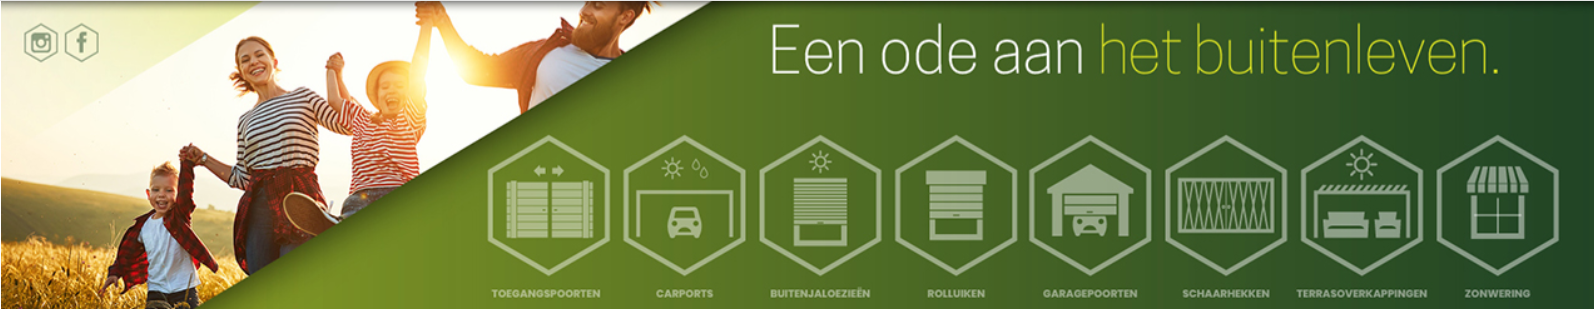 Een ode aan het buitenleven.
TOEGANGSPOORTEN
CARPORTS
BUITENJALOEZIEËN
ROLLUIKEN
GARAGEPOORTEN
SCHAARHEKKEN
TERRASOVERKAPPINGEN
ZONWERING